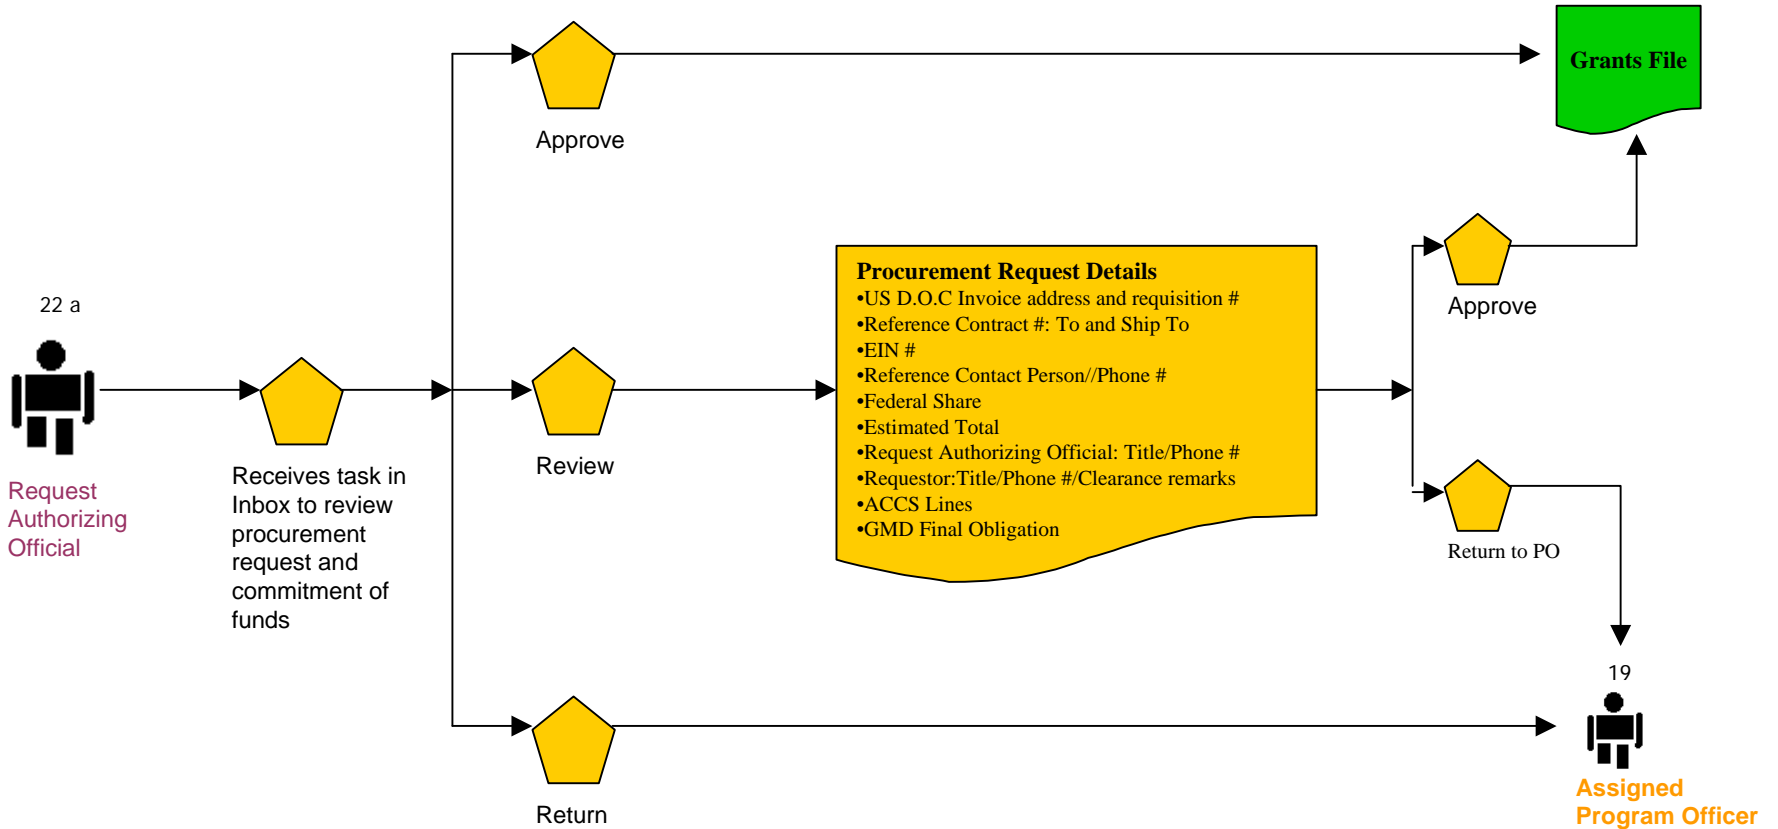 Grants File
Approve
22 a
Request
Authorizing
Official
Receives task in
Inbox to review
procurement
request and
commitment of
funds
Review
Procurement Request Details
•US D.O.C Invoice address and requisition #
•Reference Contract #: To and Ship To
•EIN #
•Reference Contact Person//Phone #
•Federal Share
•Estimated Total
•Request Authorizing Official: Title/Phone #
•Requestor:Title/Phone #/Clearance remarks
•ACCS Lines
•GMD Final Obligation
Approve
Return to PO
Return
19
Assigned
Program Officer